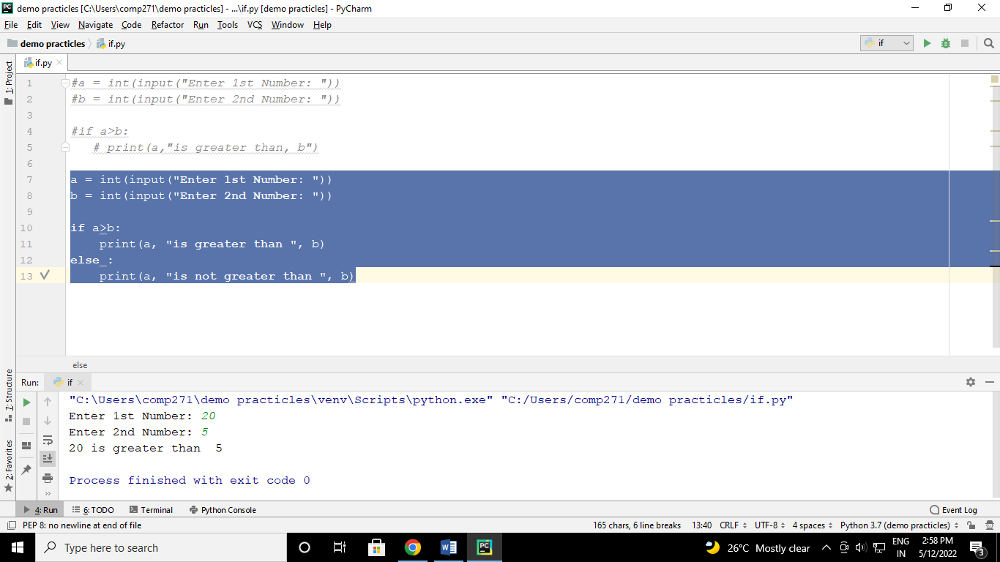 PC demo practicles [C:\Users\comp271\demo practicles] - ...\if.py [demo practicles] - PyCharm
File Edit View Navigate Code Refactor Run Tools VCS Window Help
demo practicles if.py if
1: Project
if.py
1 #a = int(input("Enter 1st Number: "))
2 #b = int(input("Enter 2nd Number: "))
3
4 #if a>b:
5 # print(a,"is greater than, b")
6
7 a = int(input("Enter 1st Number: "))
8 b = int(input("Enter 2nd Number: "))
9
10 if a>b:
11 print(a, "is greater than ", b)
12 else :
13 print(a, "is not greater than ", b)
else
7: Structure
2: Favorites
Run: if
"C:\Users\comp271\demo practicles\venv\Scripts\python.exe" "C:/Users/comp271/demo practicles/if.py"
Enter 1st Number: 20
Enter 2nd Number: 5
20 is greater than  5
Process finished with exit code 0
4: Run 6: TODO Terminal Python Console Event Log
PEP 8: no newline at end of file 165 chars, 6 line breaks 13:40 CRLF UTF-8 4 spaces Python 3.7 (demo practicles)
Type here to search W PC 26°C Mostly clear ENG IN 2:58 PM 5/12/2022 3